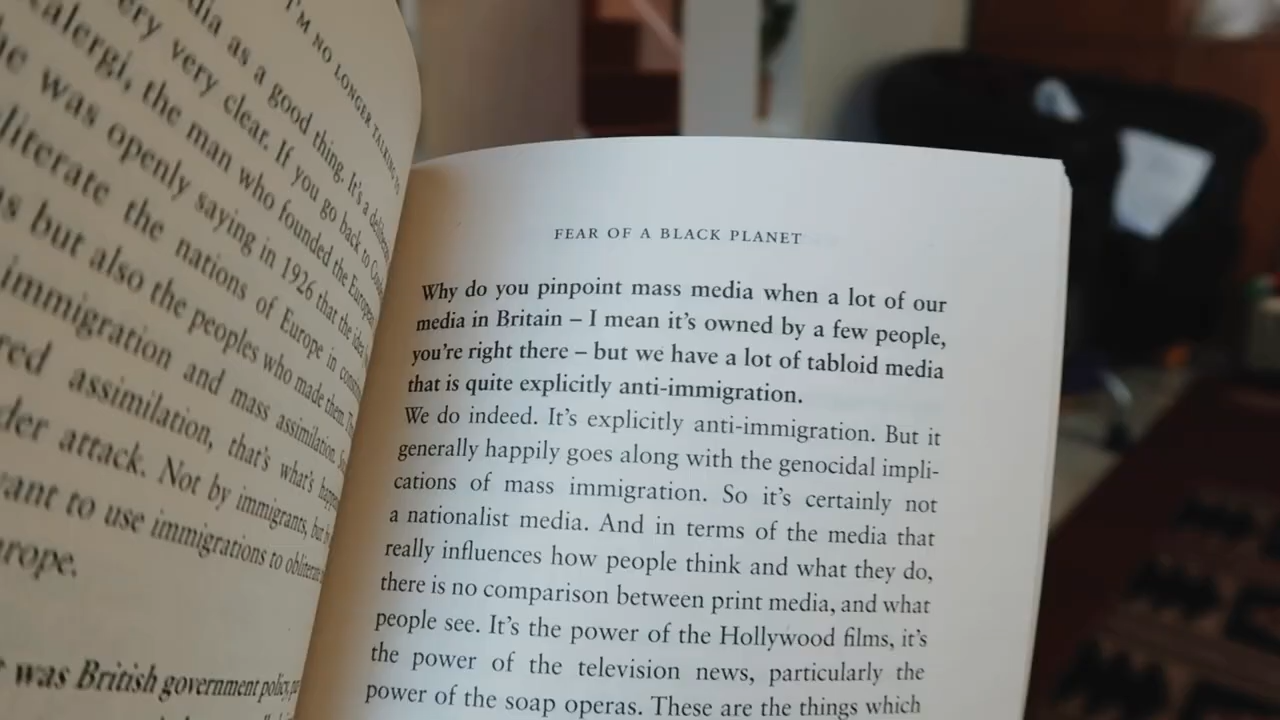 I'M NO LONGER TALKING TO
dia as a good thing. It's a
ery very clear. If you go back to
alergi, the man who founded the
he was openly saying in 1926 that the idea
literate the nations of Europe in
s but also the peoples who made them.
immigration and mass assimilation.
red assimilation, that's what's
der attack. Not by immigrants, but
ant to use immigrations to
urope.
was British government policy,
FEAR OF A BLACK PLANET
Why do you pinpoint mass media when a lot of our
media in Britain – I mean it's owned by a few people,
you're right there – but we have a lot of tabloid media
that is quite explicitly anti-immigration.
We do indeed. It's explicitly anti-immigration. But it
generally happily goes along with the genocidal impli-
cations of mass immigration. So it's certainly not
a nationalist media. And in terms of the media that
really influences how people think and what they do,
there is no comparison between print media, and what
people see. It's the power of the Hollywood films, it's
the power of the television news, particularly the
power of the soap operas. These are the things which